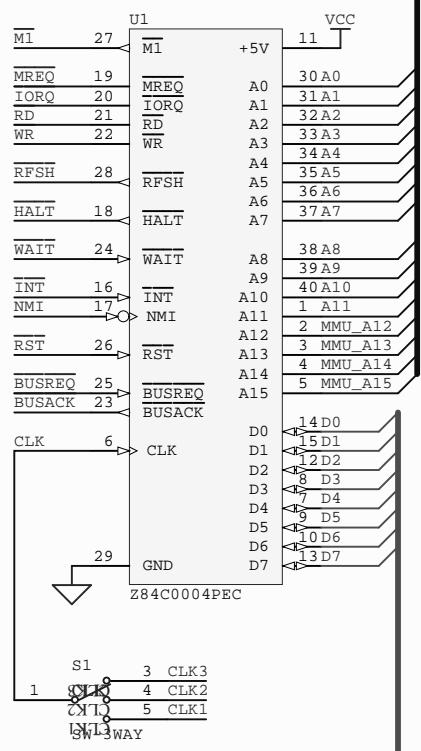 U1
VCC
M1 27 M1 +5V 11
MREQ 19 MREQ A0 30 A0
IORQ 20 IORQ A1 31 A1
RD 21 RD A2 32 A2
WR 22 WR A3 33 A3
A4 34 A4
RFSH 28 RFSH A5 35 A5
A6 36 A6
HALT 18 HALT A7 37 A7
WAIT 24 WAIT A8 38 A8
A9 39 A9
INT 16 INT A10 40 A10
NMI 17 NMI A11 1 A11
A12 2 MMU_A12
RST 26 RST A13 3 MMU_A13
A14 4 MMU_A14
BUSREQ 25 BUSREQ A15 5 MMU_A15
BUSACK 23 BUSACK
D0 14 D0
CLK 6 CLK D1 15 D1
D2 12 D2
D3 8 D3
D4 7 D4
D5 9 D5
D6 10 D6
29 GND D7 13 D7
Z84C0004PEC
S1
3 CLK3
1 4 CLK2
CLK2
5 CLK1
CLK1
SW-3WAY